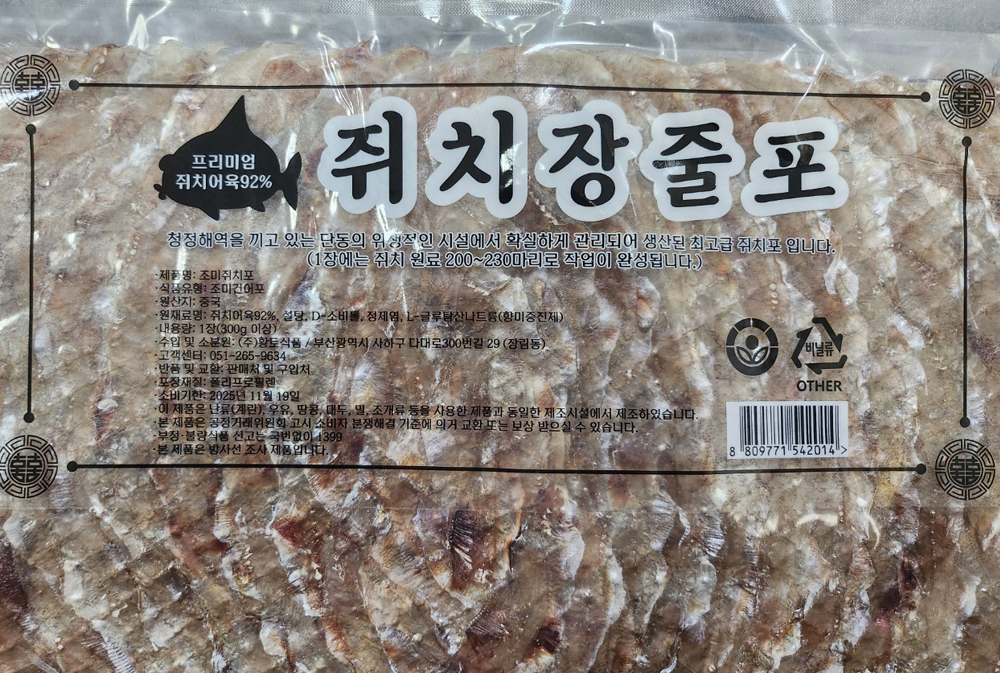 프리미엄
쥐치어육92%
쥐치장줄포
청정해역을 끼고 있는 단동의 위생적인 시설에서 확실하게 관리되어 생산된 최고급 쥐치포 입니다.
(1장에는 쥐치 원료 200~230마리로 작업이 완성됩니다.)
·제품명: 조미쥐치포
·식품유형: 조미건어포
·원산지: 중국
·원재료명: 쥐치어육92%, 설탕, D-소비톨, 정제염, L-글루탐산나트륨(향미증진제)
·내용량: 1장(300g 이상)
·수입 및 소분원: (주)황토식품 / 부산광역시 사하구 다대로300번길 29 (장림동)
·고객센터: 051-265-9634
·반품 및 교환: 판매처 및 구입처
·포장재질: 폴리프로필렌
·소비기한: 2025년 11월 19일
·이 제품은 난류(계란), 우유, 땅콩, 대두, 밀, 조개류 등을 사용한 제품과 동일한 제조시설에서 제조하였습니다.
·본 제품은 공정거래위원회 고시 소비자 분쟁해결 기준에 의거 교환 또는 보상 받으실 수 있습니다.
·부정·불량식품 신고는 국번없이 1399
·본 제품은 방사선 조사 제품입니다.
비닐류
OTHER
8 809771 542014 >